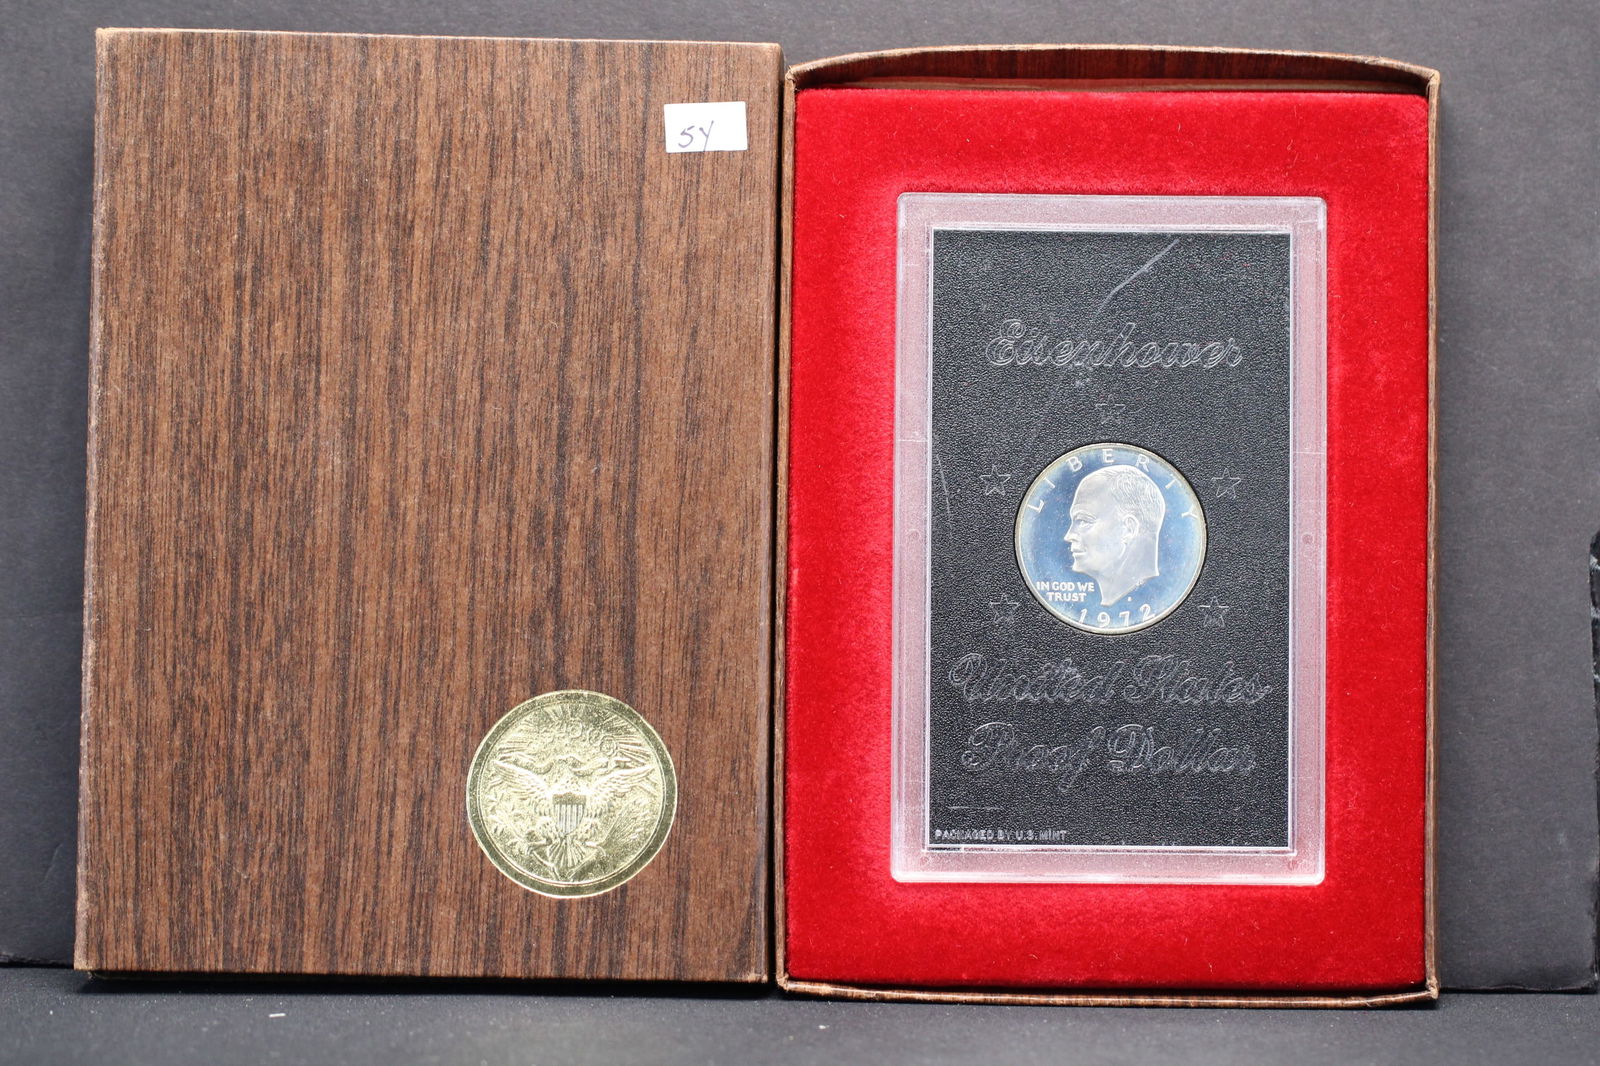 5Y
Eisenhower
LIBERTY
IN GOD WE
TRUST
S
1972
United States
Proof Dollar
PACKAGED BY U.S. MINT